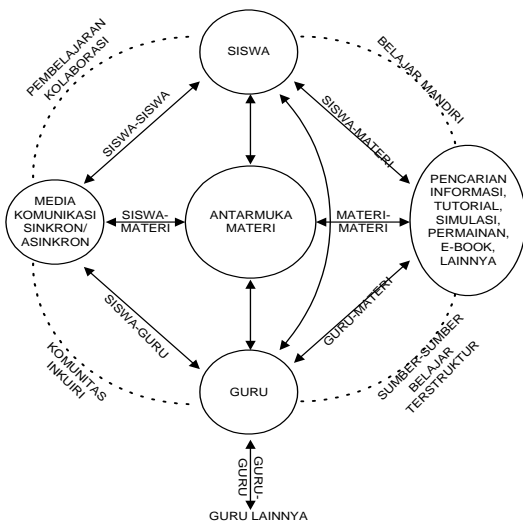 SISWA
PEMBELAJARAN
KOLABORASI
BELAJAR MANDIRI
SISWA-SISWA
SISWA-MATERI
MEDIA
KOMUNIKASI
SINKRON/
ASINKRON
SISWA-
MATERI
ANTARMUKA
MATERI
MATERI-
MATERI
PENCARIAN
INFORMASI,
TUTORIAL,
SIMULASI,
PERMAINAN,
E-BOOK,
LAINNYA
SISWA-GURU
GURU-MATERI
KOMUNITAS
INKUIRI
SUMBER-SUMBER
BELAJAR
TERSTRUKTUR
GURU
GURU-
GURU
GURU LAINNYA